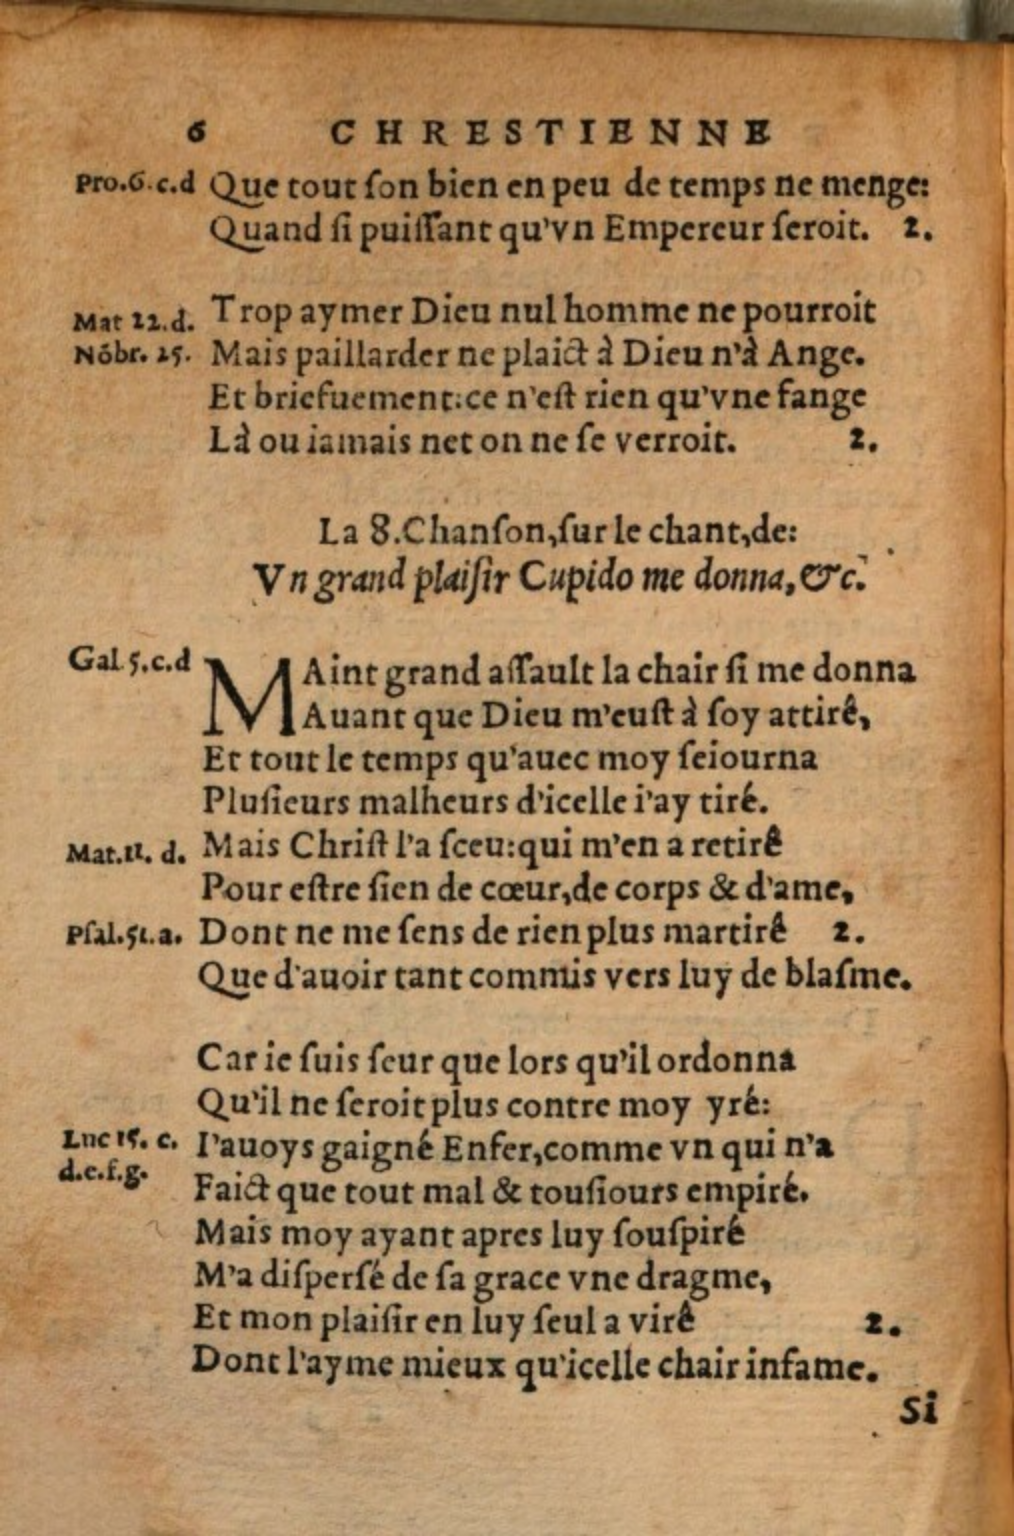 6 CHRESTIENNE
Pro.6.c.d Que tout ſon bien en peu de temps ne menge:
Quand ſi puiſſant qu'vn Empereur ſeroit. 2.
Mat 22.d. Trop aymer Dieu nul homme ne pourroit
Nōbr. 25. Mais paillarder ne plaict à Dieu n'à Ange.
Et briefuement:ce n'eſt rien qu'vne fange
Là ou iamais net on ne ſe verroit. 2.
La 8.Chanſon,ſur le chant,de:
Vn grand plaiſir Cupido me donna,&c.
Gal.5.c.d MAint grand aſſault la chair ſi me donna
Auant que Dieu m'euſt à ſoy attiré,
Et tout le temps qu'auec moy ſeiourna
Pluſieurs malheurs d'icelle i'ay tiré.
Mat.11. d. Mais Chriſt l'a ſceu:qui m'en a retiré
Pour eſtre ſien de cœur,de corps & d'ame,
Pſal.51.a. Dont ne me ſens de rien plus martiré 2.
Que d'auoir tant commis vers luy de blaſme.
Car ie ſuis ſeur que lors qu'il ordonna
Qu'il ne ſeroit plus contre moy yré:
Luc 15. c. I'auoys gaigné Enfer,comme vn qui n'a
d.e.f.g. Faict que tout mal & touſiours empiré.
Mais moy ayant apres luy ſouſpiré
M'a diſperſé de ſa grace vne dragme,
Et mon plaiſir en luy ſeul a viré 2.
Dont l'ayme mieux qu'icelle chair infame.
Si